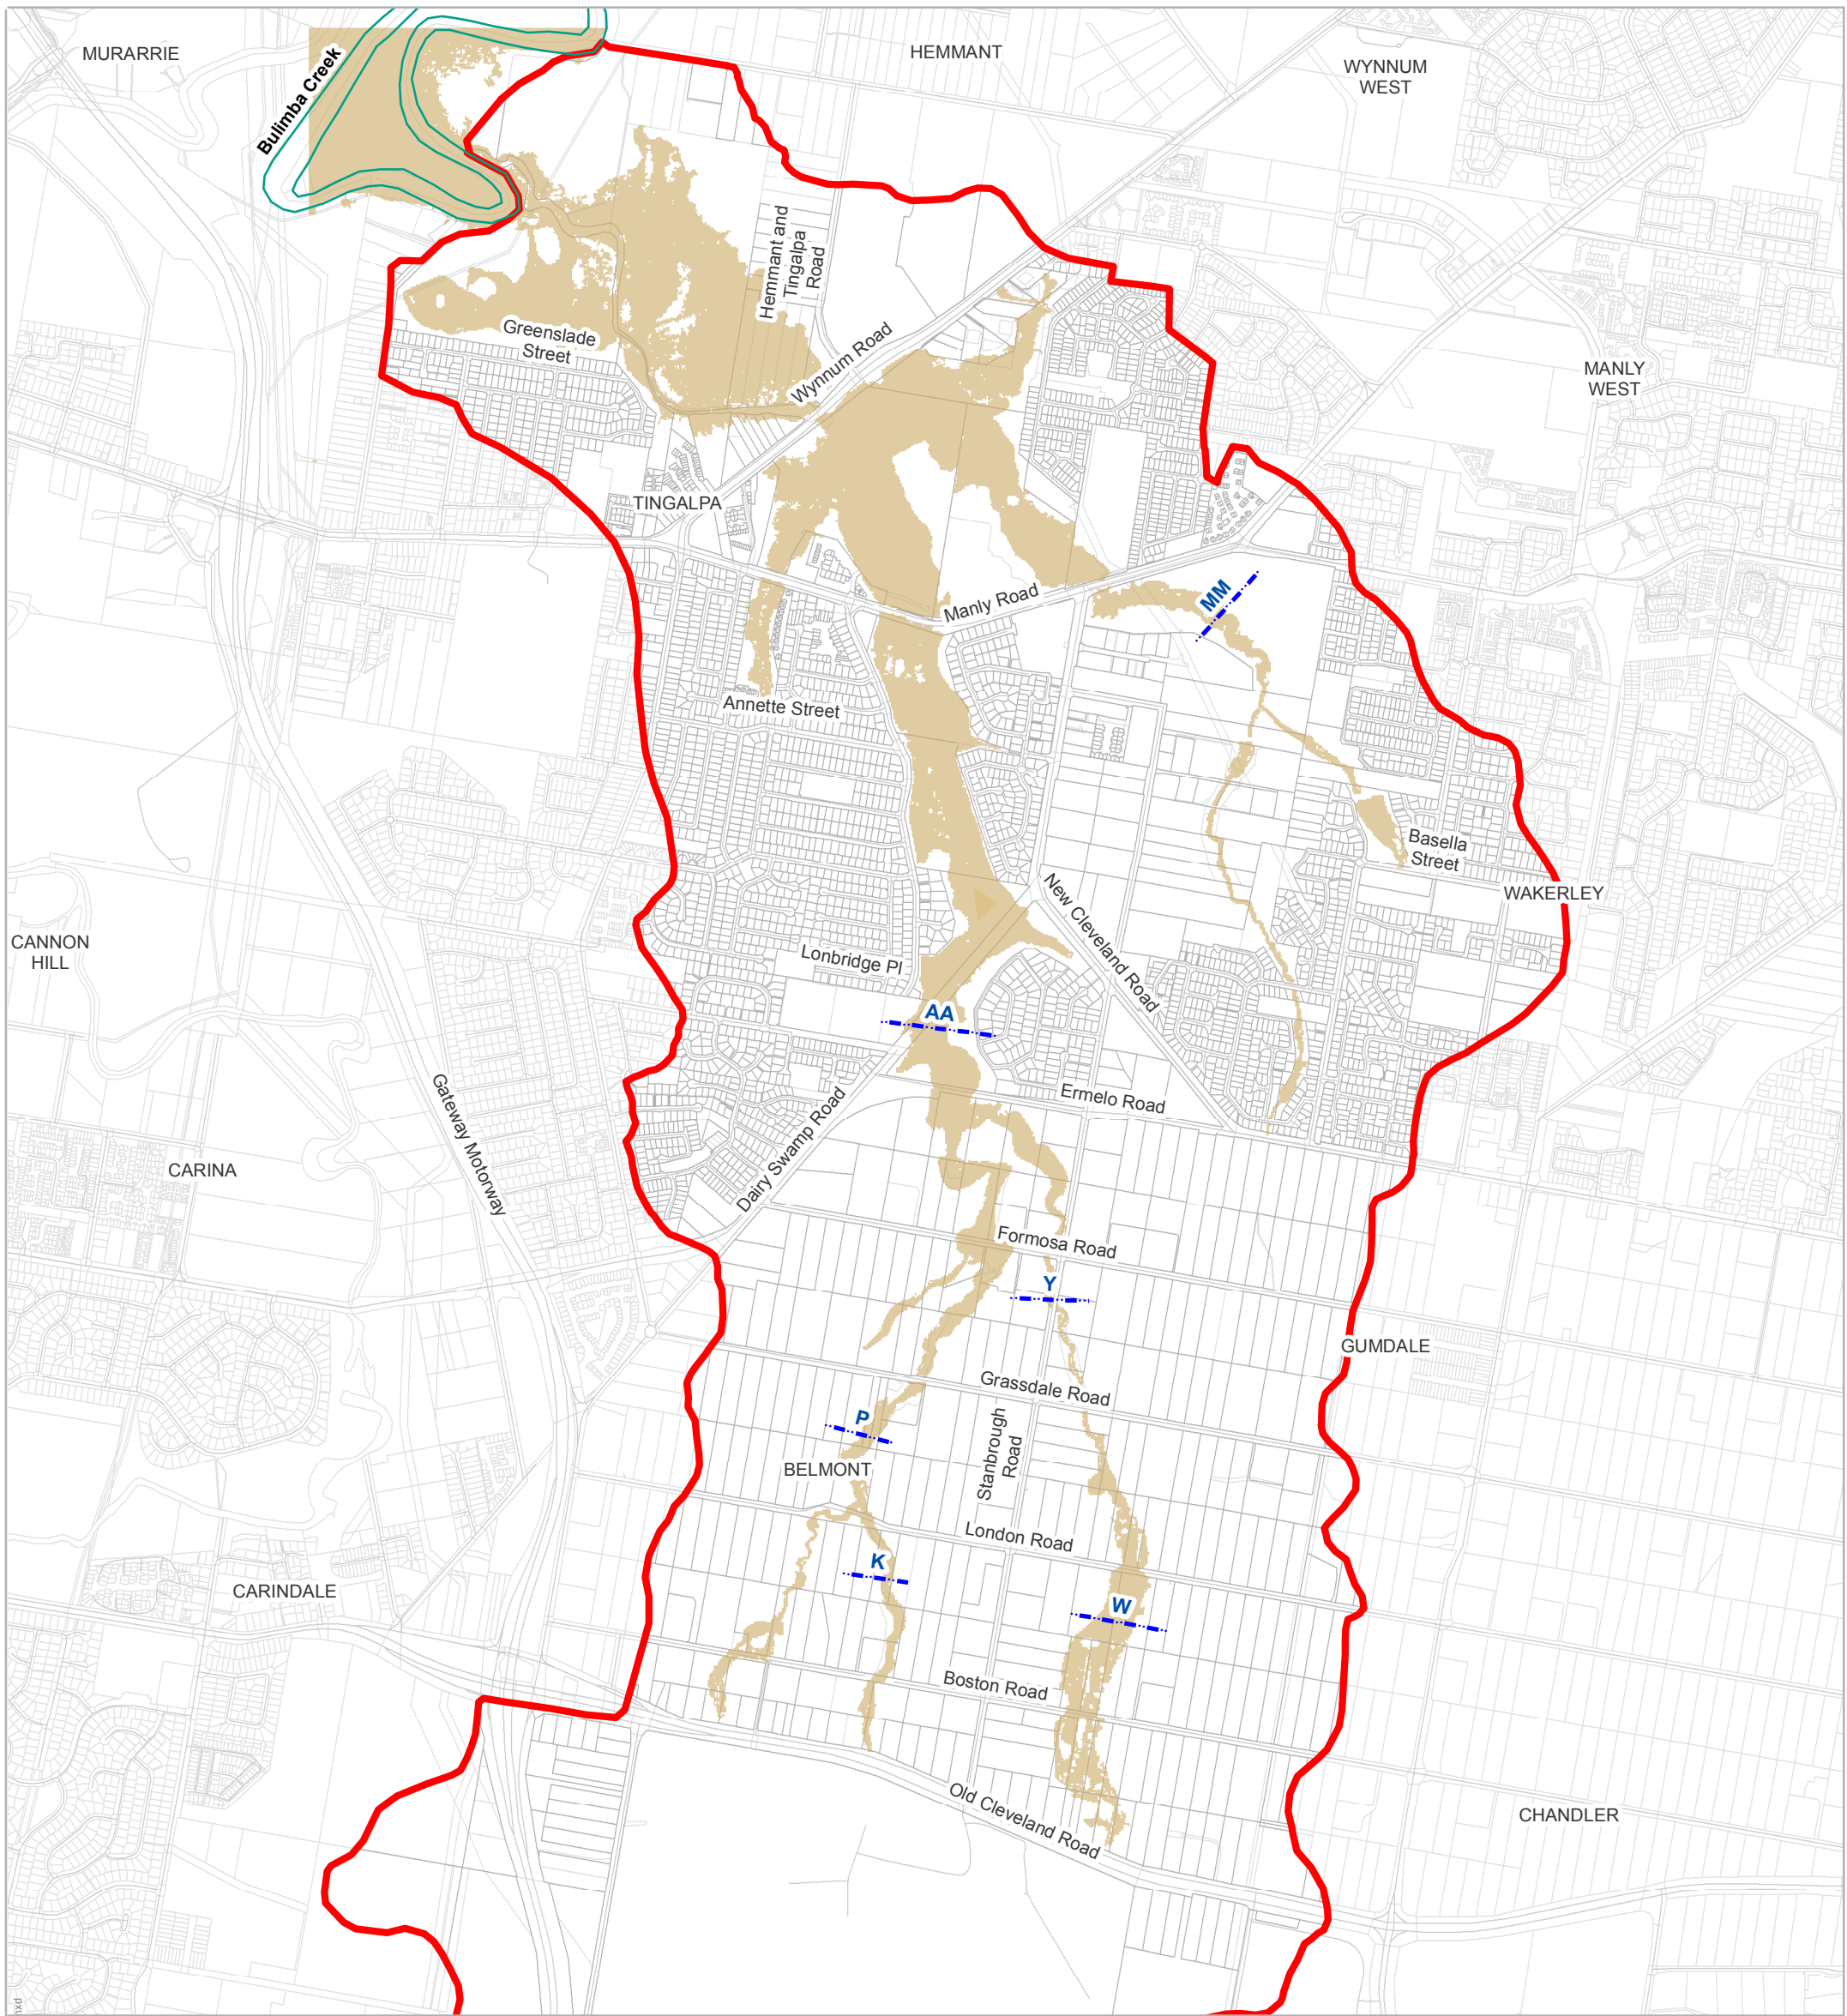 MURARRIE
Bulimba Creek
HEMMANT
WYNNUM
WEST
Hemmant and
Tingalpa
Road
Greenslade
Street
Wynnum Road
MANLY
WEST
TINGALPA
Manly Road
MM
Annette Street
Basella
Street
New Cleveland Road
WAKERLEY
CANNON
HILL
Lonbridge Pl
AA
Gateway Motorway
Ermelo Road
Dairy Swamp Road
CARINA
Formosa Road
Y
GUMDALE
Grassdale Road
P
Stanbrough
Road
BELMONT
London Road
K
CARINDALE
W
Boston Road
Old Cleveland Road
CHANDLER